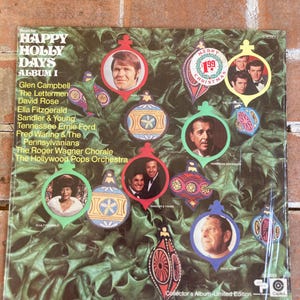 HAPPY
HOLLY
DAYS
ALBUM I
Glen Campbell
The Lettermen
David Rose
Ella Fitzgerald
Sandler & Young
Tennessee Ernie Ford
Fred Waring & The
Pennsylvanians
The Roger Wagner Chorale
The Hollywood Pops Orchestra
1.99
Collector's Album-Limited Edition